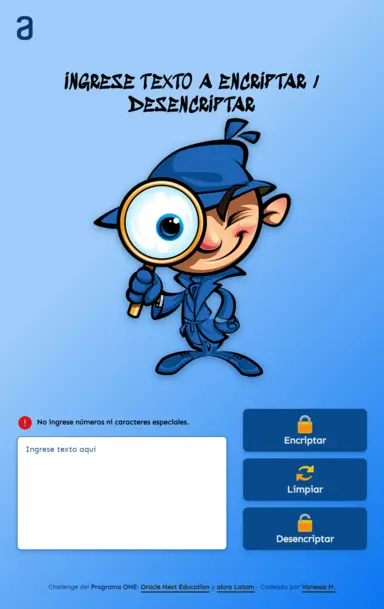 a
INGRESE TEXTO A ENCRIPTAR /
DESENCRIPTAR
No ingrese números ni caracteres especiales.
Encriptar
Ingrese texto aquí
Limpiar
Desencriptar
Challenge del Programa ONE: Oracle Next Education y alura Latam - Codeado por Vanessa M.